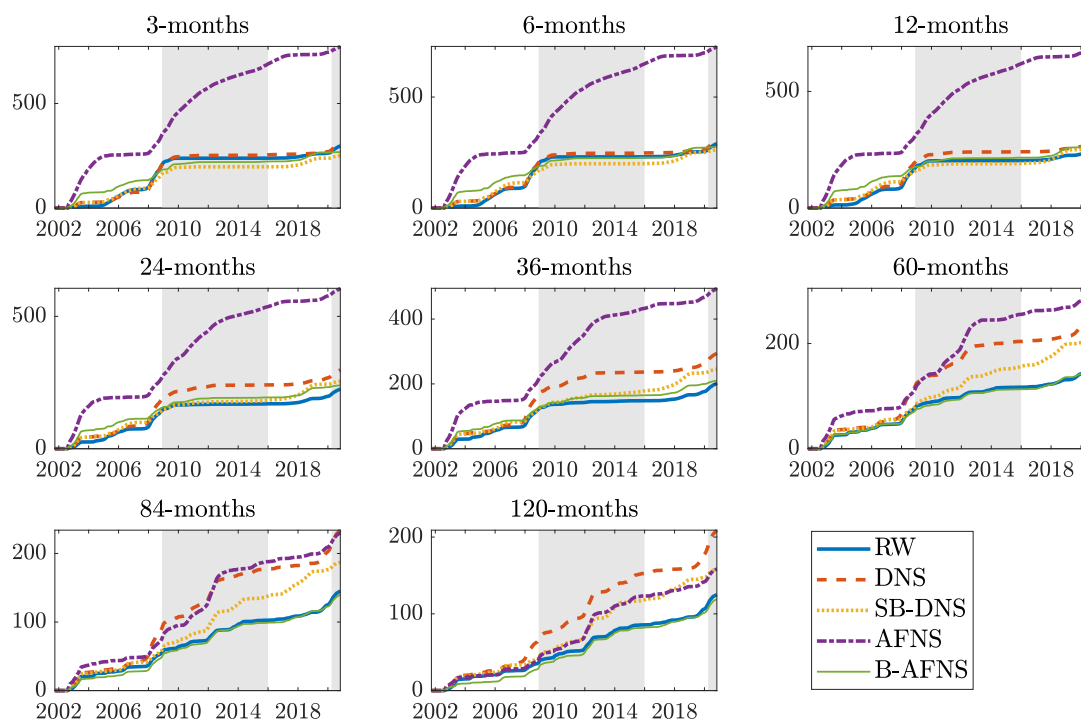 3-months 6-months 12-months
500 500 500
0 0 0
2002 2006 2010 2014 2018 2002 2006 2010 2014 2018 2002 2006 2010 2014 2018
24-months 36-months 60-months
500 400 200
200
0 0 0
2002 2006 2010 2014 2018 2002 2006 2010 2014 2018 2002 2006 2010 2014 2018
84-months 120-months
200 200
100 100
0 0
2002 2006 2010 2014 2018 2002 2006 2010 2014 2018
RW
DNS
SB-DNS
AFNS
B-AFNS